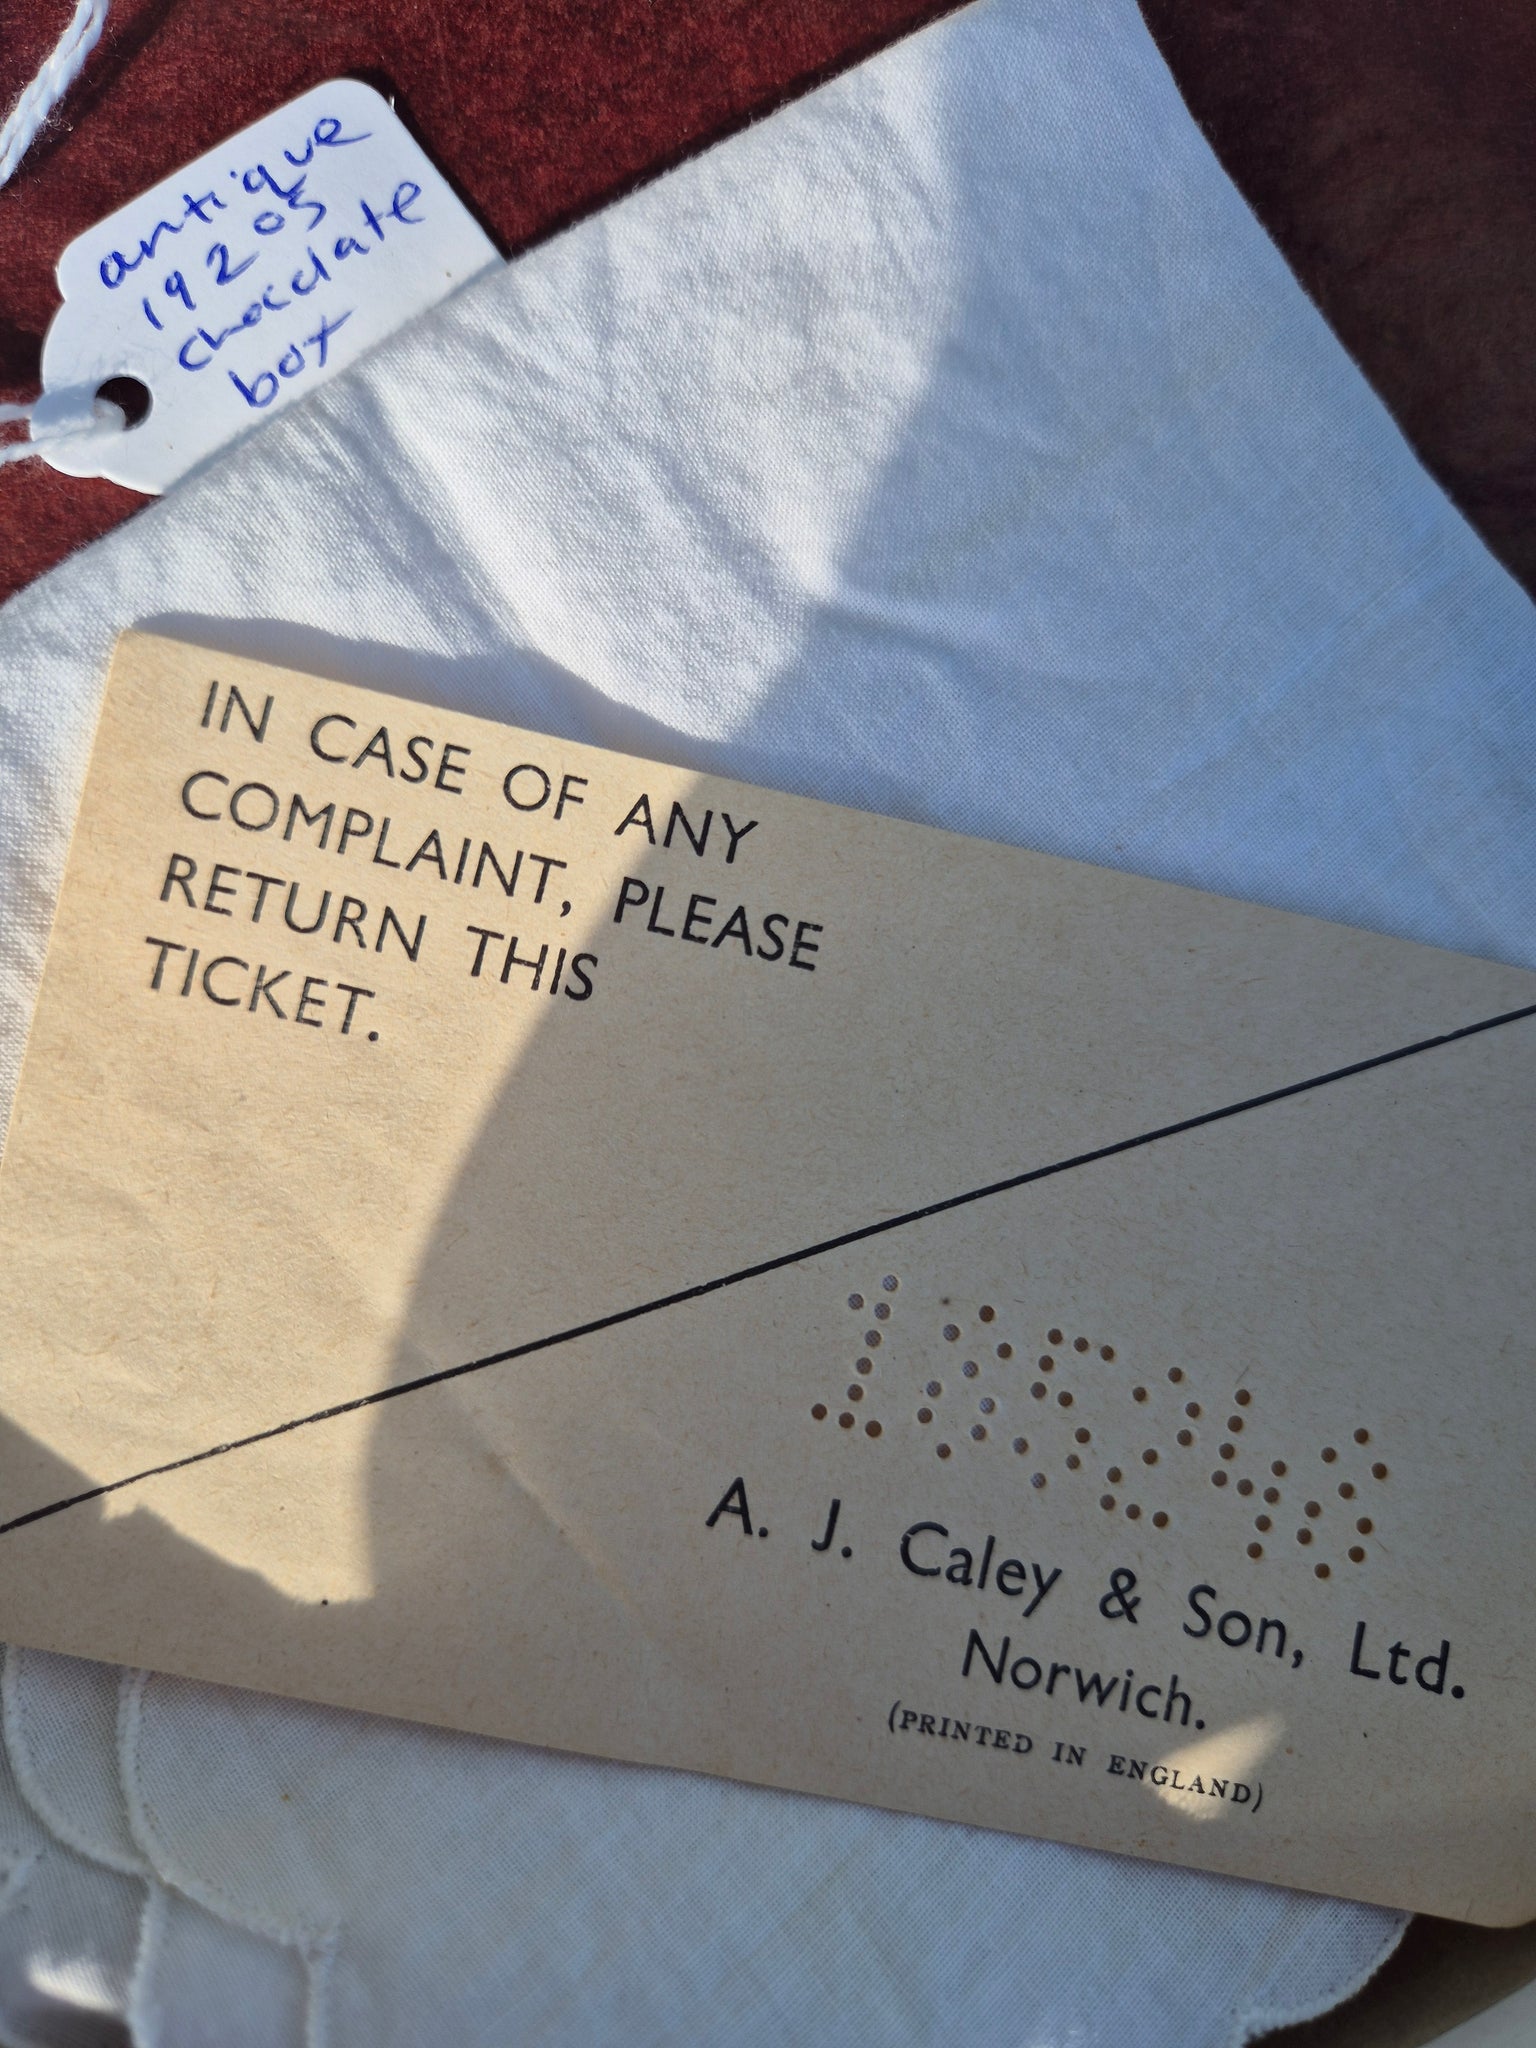 antique
1920s
chocolate
box
IN CASE OF ANY
COMPLAINT, PLEASE
RETURN THIS
TICKET.
A. J. Caley & Son, Ltd.
Norwich.
(PRINTED IN ENGLAND)